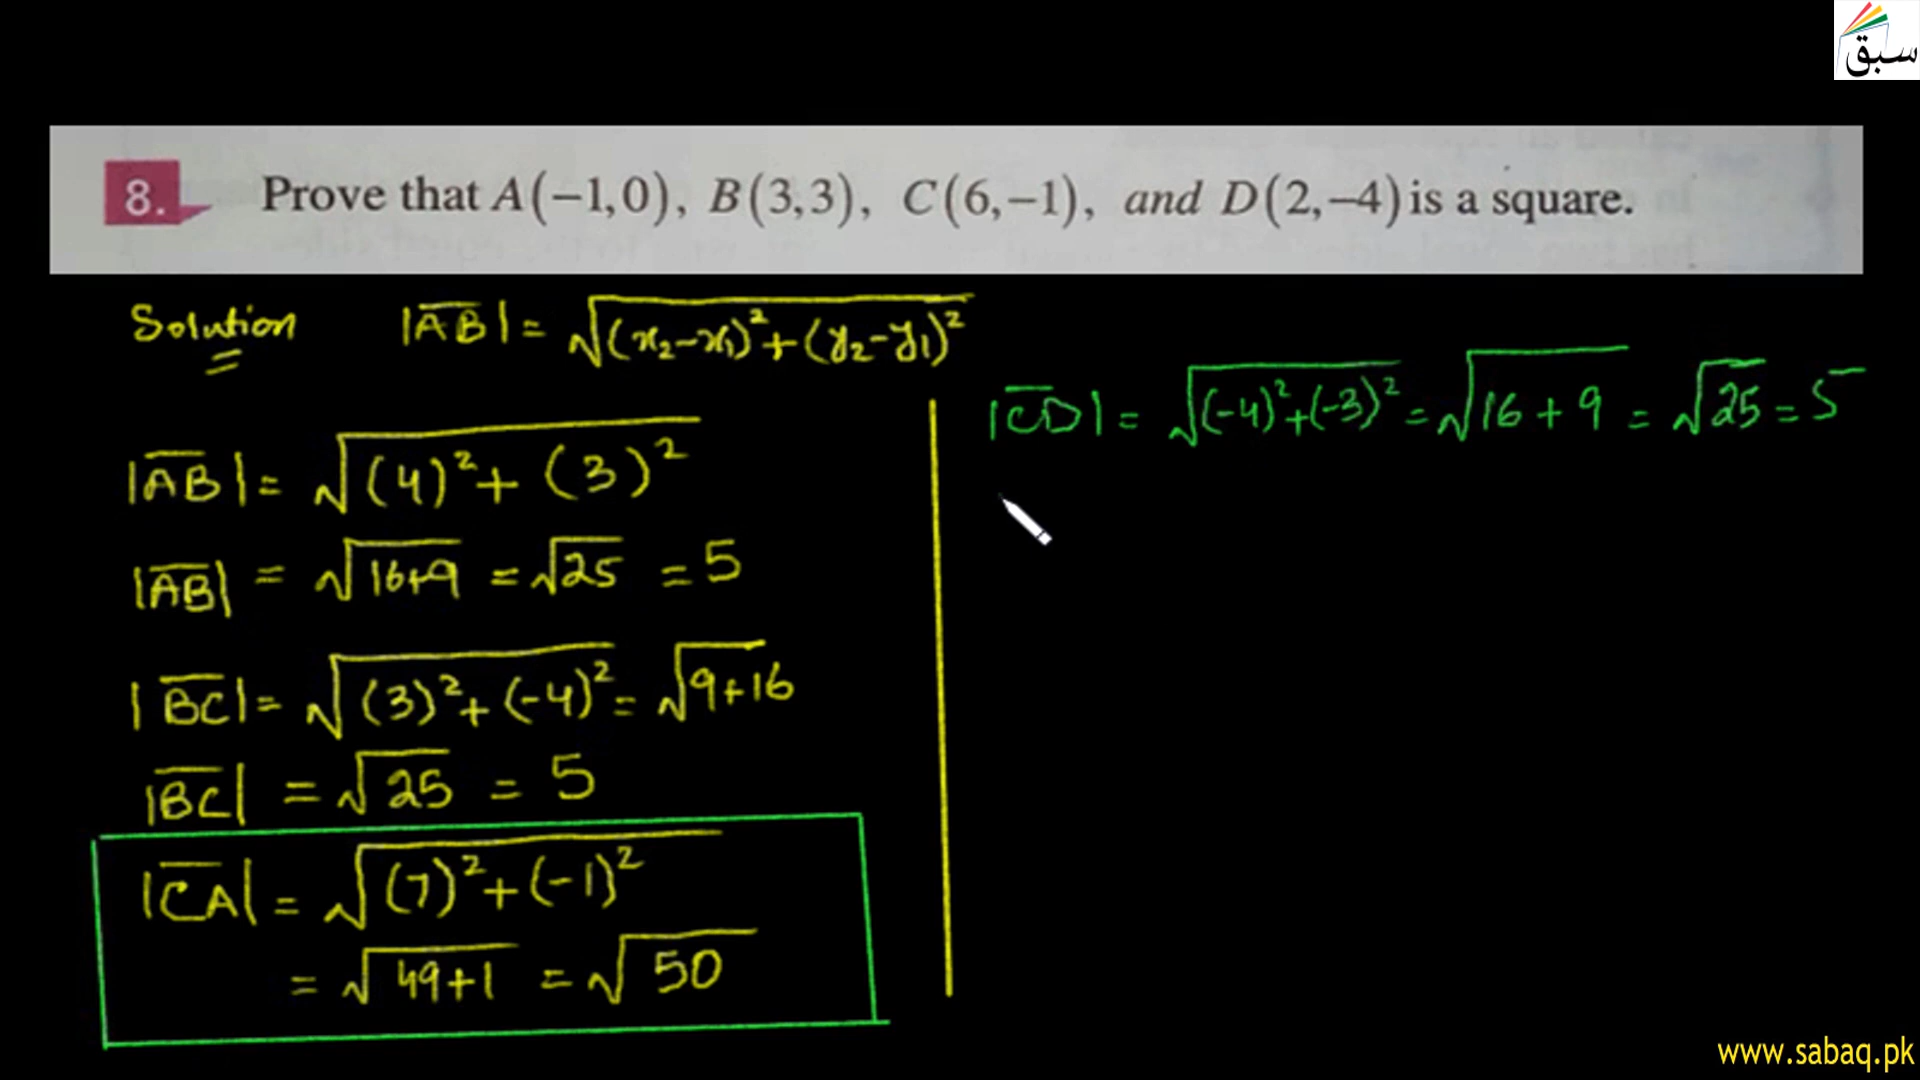 سبق
8. Prove that A(−1,0), B(3,3), C(6,−1), and D(2,−4) is a square.
Solution |AB̅| = √((x₂−x₁)²+(y₂−y₁)²)
|AB̅| = √((4)²+(3)²)
|AB̅| = √(16+9) = √25 = 5
|BC̅| = √((3)²+(-4)²) = √(9+16)
|BC̅| = √25 = 5
|CA̅| = √((7)²+(-1)²)
= √(49+1) = √50
|CD̅| = √((-4)²+(-3)²) = √(16+9) = √25 = 5
www.sabaq.pk